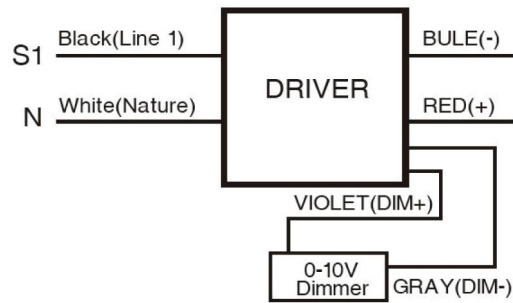 S1 Black(Line 1)
BULE(-)
DRIVER
N White(Nature)
RED(+)
VIOLET(DIM+)
0-10V
Dimmer
GRAY(DIM-)